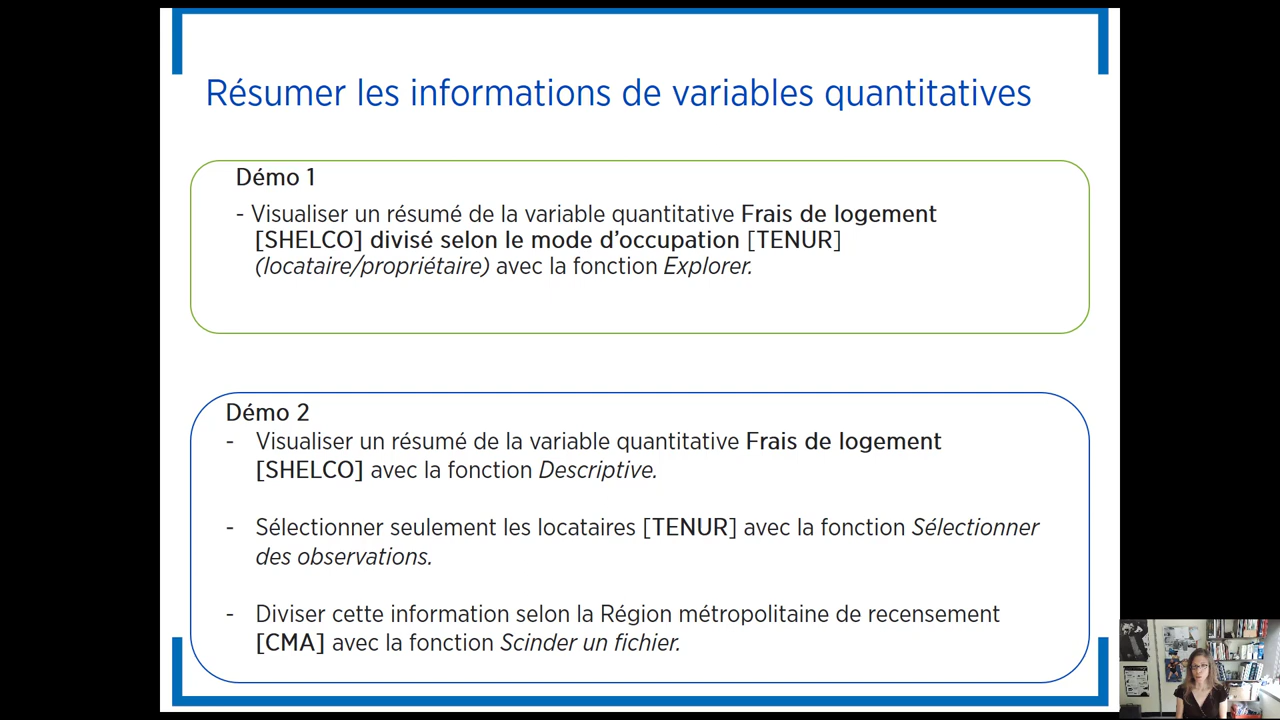 Résumer les informations de variables quantitatives
Démo 1
- Visualiser un résumé de la variable quantitative Frais de logement
[SHELCO] divisé selon le mode d’occupation [TENUR]
(locataire/propriétaire) avec la fonction Explorer.
Démo 2
- Visualiser un résumé de la variable quantitative Frais de logement
[SHELCO] avec la fonction Descriptive.
- Sélectionner seulement les locataires [TENUR] avec la fonction Sélectionner
des observations.
- Diviser cette information selon la Région métropolitaine de recensement
[CMA] avec la fonction Scinder un fichier.